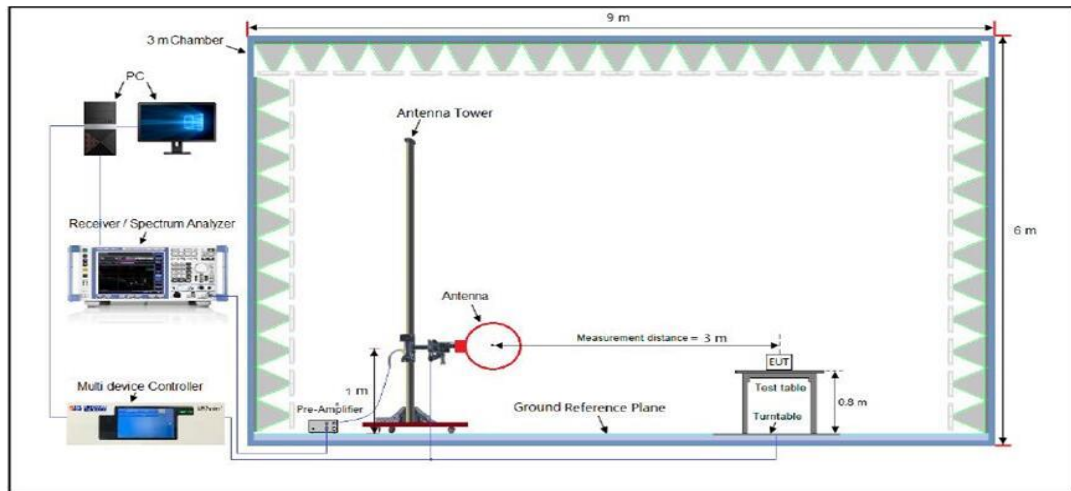 9 m
3 m Chamber
PC
Antenna Tower
Receiver / Spectrum Analyzer
6 m
Antenna
Measurement distance = 3 m
EUT
Multi device Controller
1 m
Test table
0.8 m
Pre-Amplifier
Ground Reference Plane
Turntable